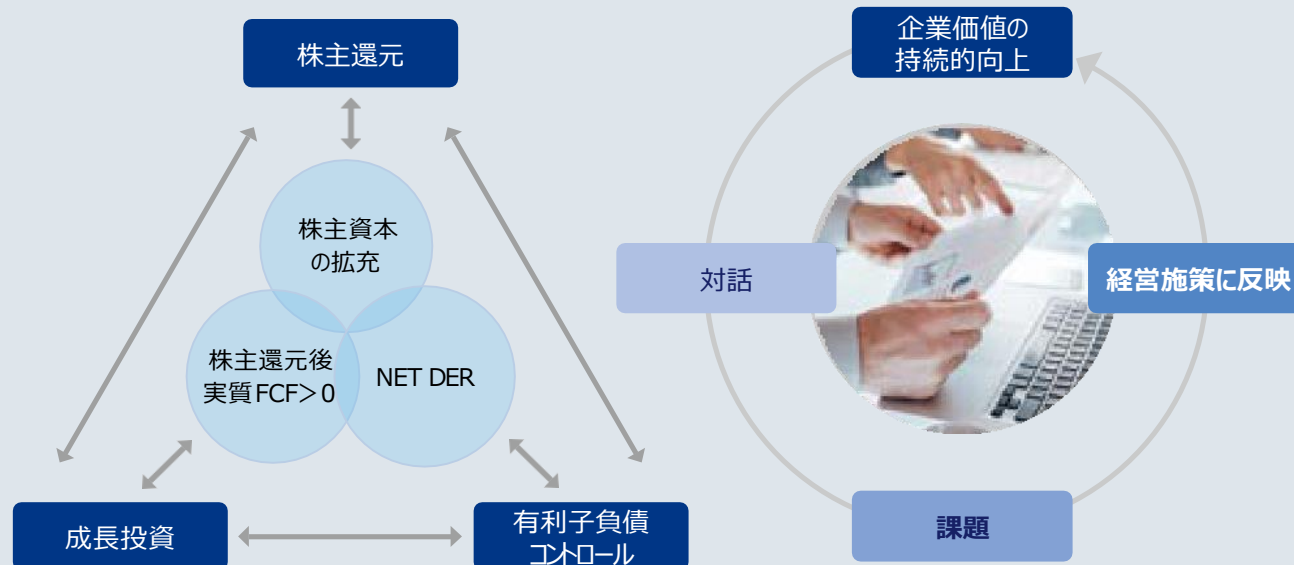 株主還元
株主資本
の拡充
株主還元後
実質FCF＞0
NET DER
成長投資
有利子負債
コントロール
企業価値の
持続的向上
対話
経営施策に反映
課題